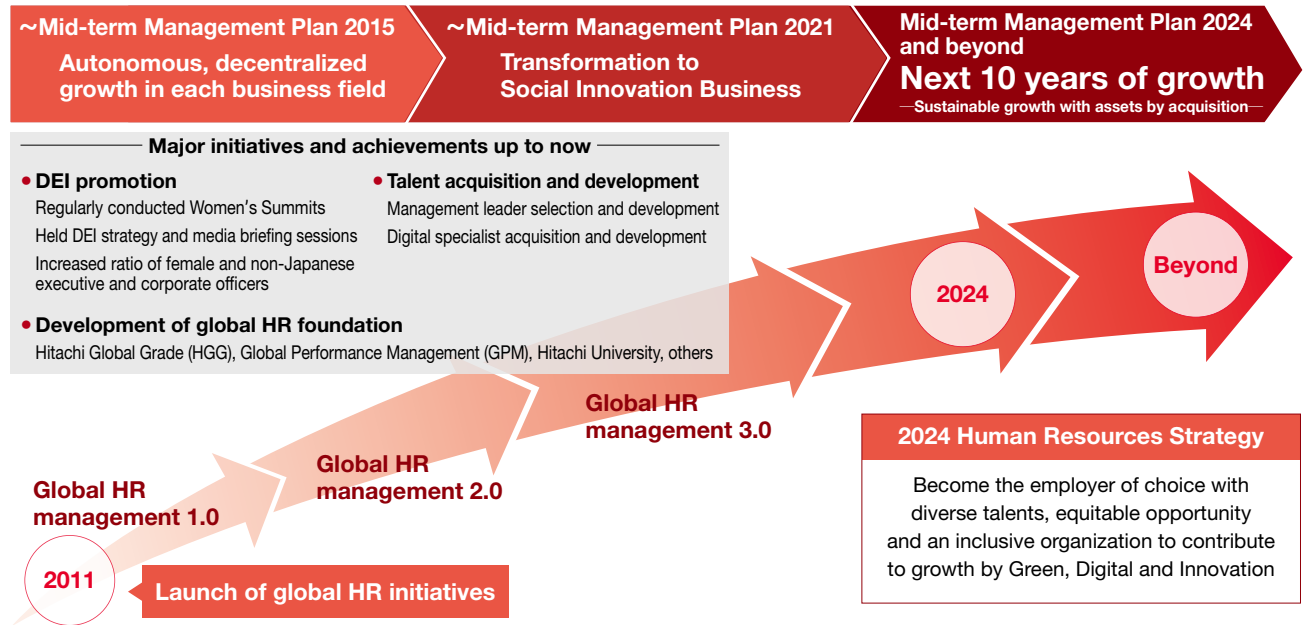 ~Mid-term Management Plan 2015
Autonomous, decentralized
growth in each business field
~Mid-term Management Plan 2021
Transformation to
Social Innovation Business
Mid-term Management Plan 2024
and beyond
Next 10 years of growth
—Sustainable growth with assets by acquisition—
Major initiatives and achievements up to now
• DEI promotion
Regularly conducted Women's Summits
Held DEI strategy and media briefing sessions
Increased ratio of female and non-Japanese
executive and corporate officers
• Talent acquisition and development
Management leader selection and development
Digital specialist acquisition and development
• Development of global HR foundation
Hitachi Global Grade (HGG), Global Performance Management (GPM), Hitachi University, others
Beyond
2024
Global HR
management 3.0
Global HR
management 2.0
Global HR
management 1.0
2011
Launch of global HR initiatives
2024 Human Resources Strategy
Become the employer of choice with
diverse talents, equitable opportunity
and an inclusive organization to contribute
to growth by Green, Digital and Innovation